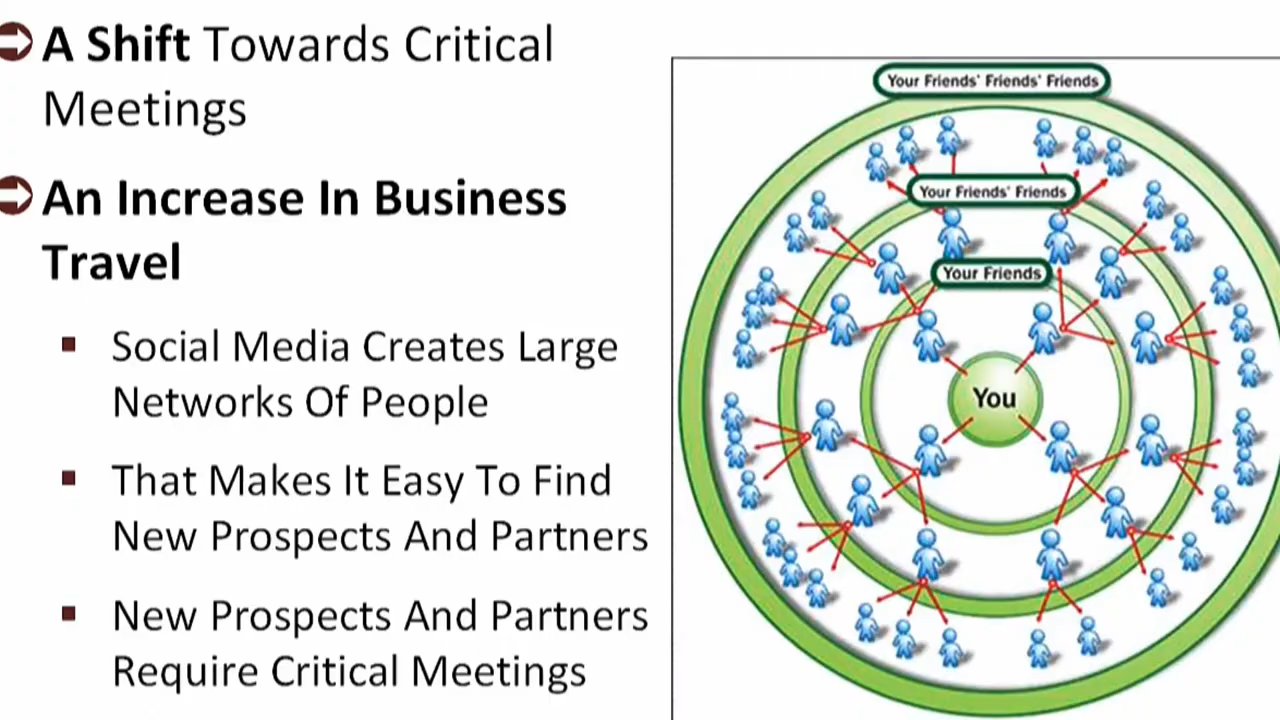 A Shift Towards Critical
Meetings
An Increase In Business
Travel
Social Media Creates Large
Networks Of People
That Makes It Easy To Find
New Prospects And Partners
New Prospects And Partners
Require Critical Meetings
Your Friends' Friends' Friends
Your Friends' Friends
Your Friends
You